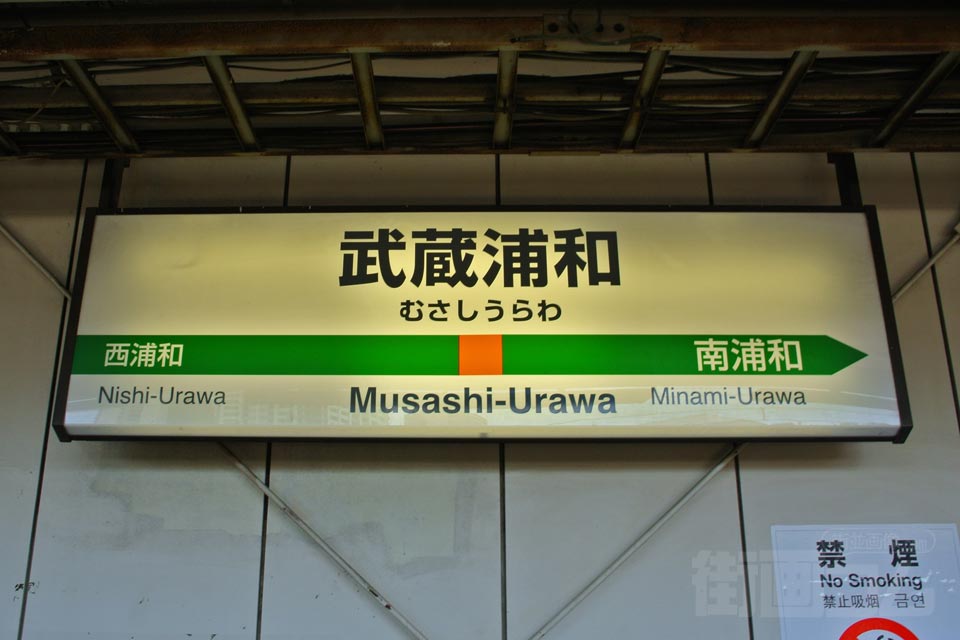 武蔵浦和
むさしうらわ
西浦和 南浦和
Nishi-Urawa Musashi-Urawa Minami-Urawa
禁煙
No Smoking
禁止吸烟 금연